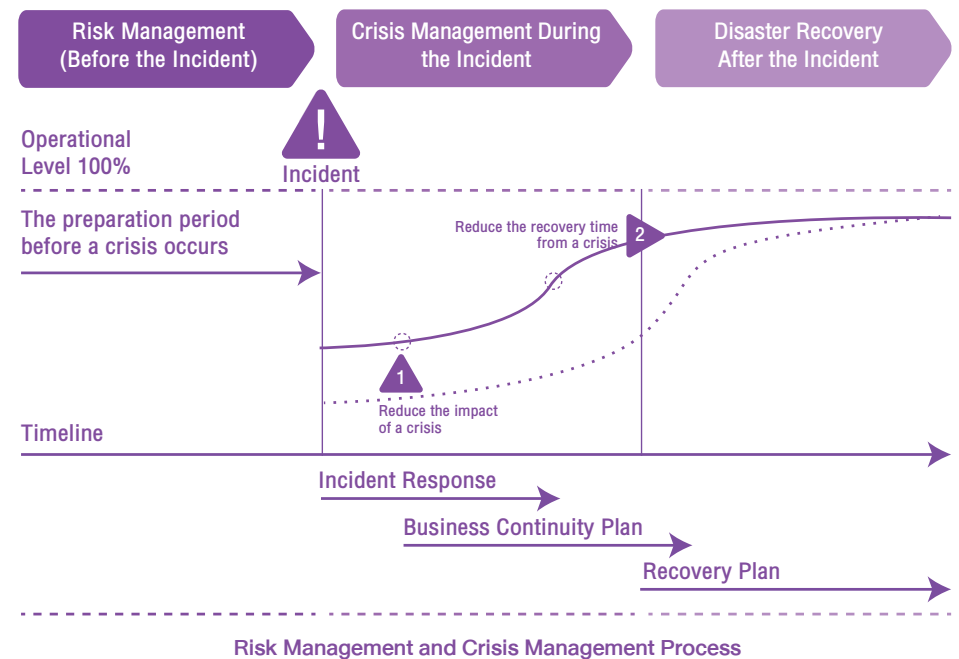 Risk Management
(Before the Incident)
Crisis Management During
the Incident
Disaster Recovery
After the Incident
!
Incident
Operational
Level 100%
The preparation period
before a crisis occurs
Reduce the recovery time
from a crisis
2
1
Reduce the impact
of a crisis
Timeline
Incident Response
Business Continuity Plan
Recovery Plan
Risk Management and Crisis Management Process